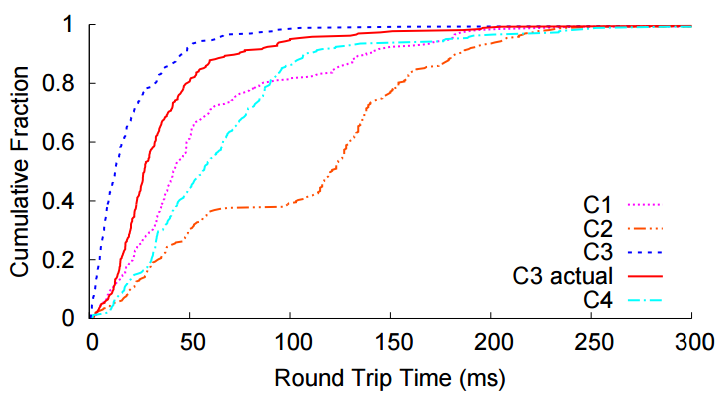 1
0.8
0.6
0.4
0.2
0
Cumulative Fraction
0 50 100 150 200 250 300
Round Trip Time (ms)
C1
C2
C3
C3 actual
C4